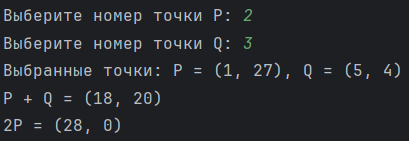 Выберите номер точки P: 2
Выберите номер точки Q: 3
Выбранные точки: P = (1, 27), Q = (5, 4)
P + Q = (18, 20)
2P = (28, 0)